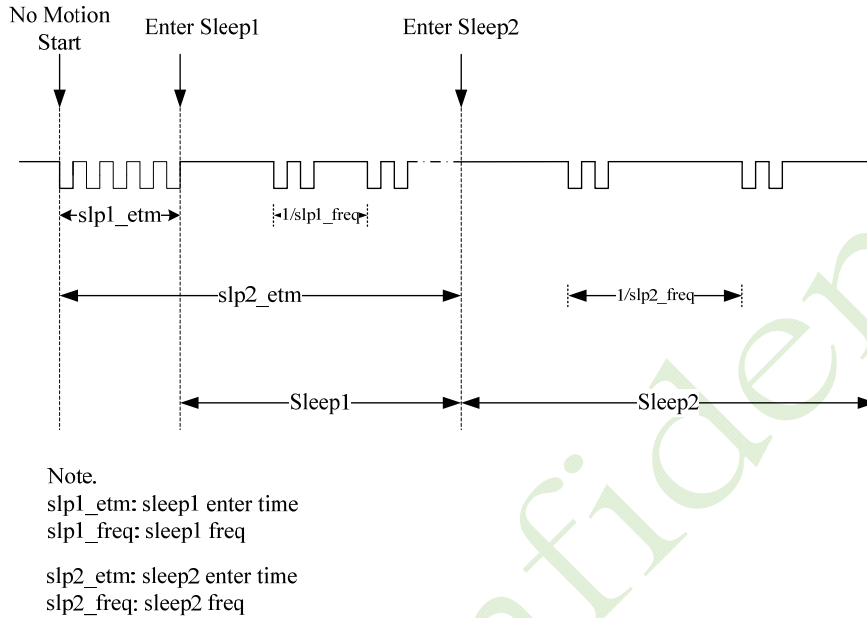 No Motion
Start
Enter Sleep1
Enter Sleep2
slp1_etm
1/slp1_freq
slp2_etm
1/slp2_freq
Sleep1
Sleep2
Note.
slp1_etm: sleep1 enter time
slp1_freq: sleep1 freq
slp2_etm: sleep2 enter time
slp2_freq: sleep2 freq